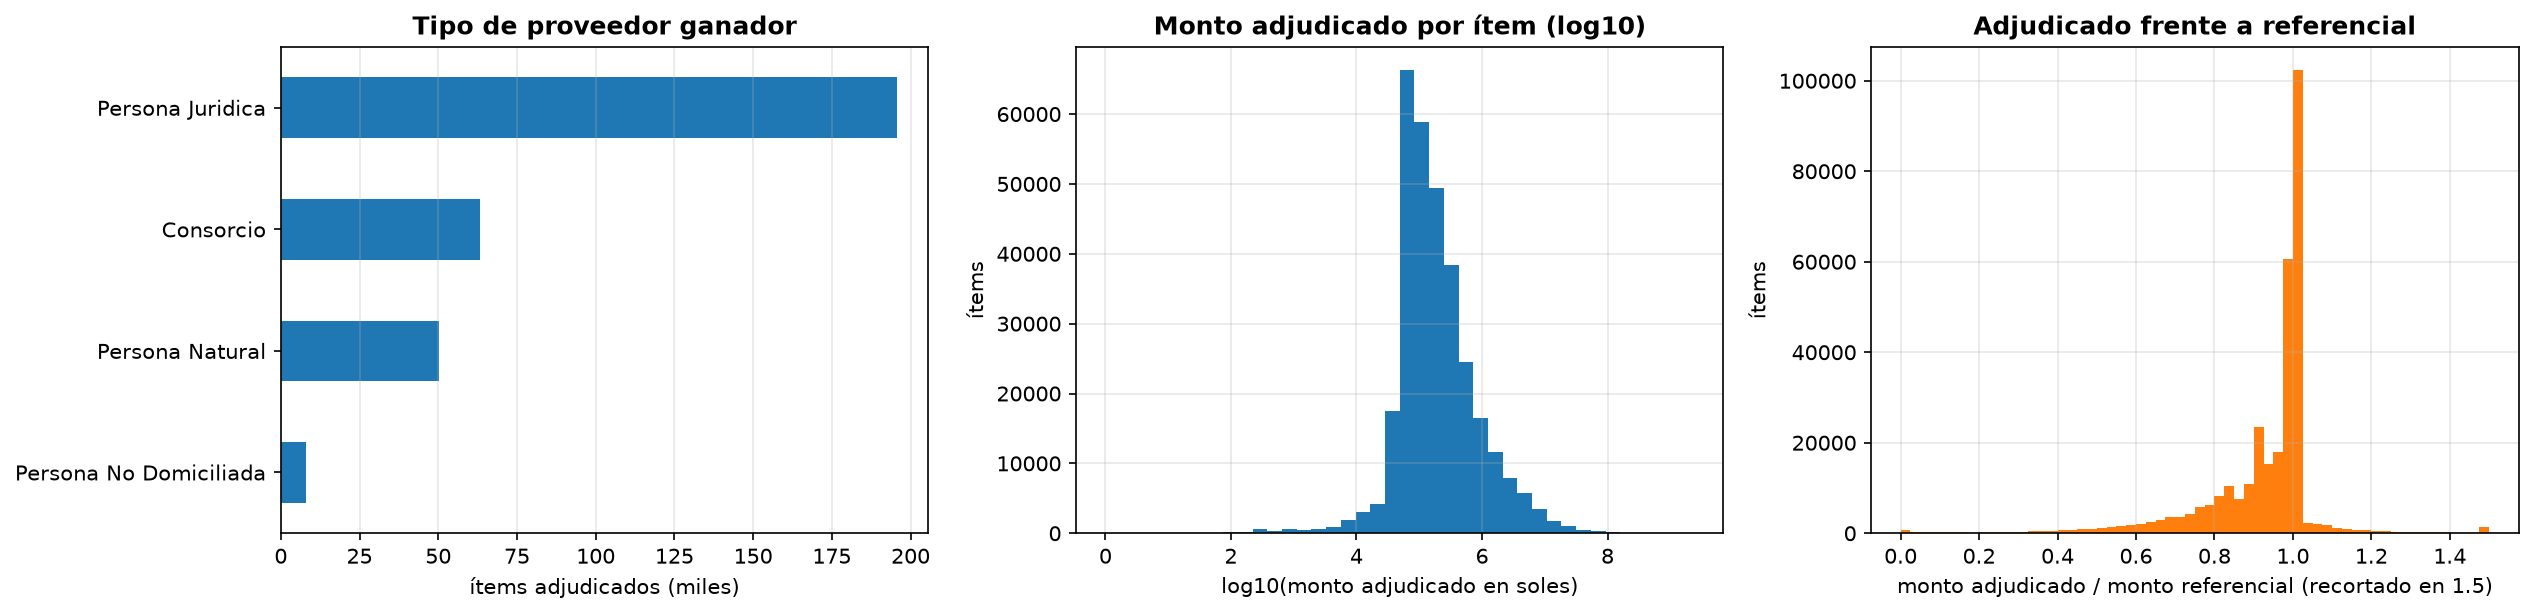 Tipo de proveedor ganador
Persona Juridica
Consorcio
Persona Natural
Persona No Domiciliada
0 25 50 75 100 125 150 175 200
ítems adjudicados (miles)
Monto adjudicado por ítem (log10)
ítems
60000
50000
40000
30000
20000
10000
0
0 2 4 6 8
log10(monto adjudicado en soles)
Adjudicado frente a referencial
ítems
100000
80000
60000
40000
20000
0
0.0 0.2 0.4 0.6 0.8 1.0 1.2 1.4
monto adjudicado / monto referencial (recortado en 1.5)